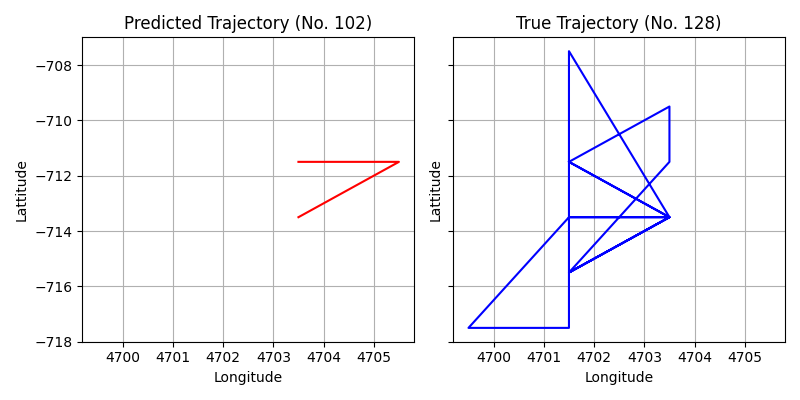 Predicted Trajectory (No. 102)
True Trajectory (No. 128)
Lattitude
−708
−710
−712
−714
−716
−718
4700 4701 4702 4703 4704 4705
Longitude
Lattitude
4700 4701 4702 4703 4704 4705
Longitude